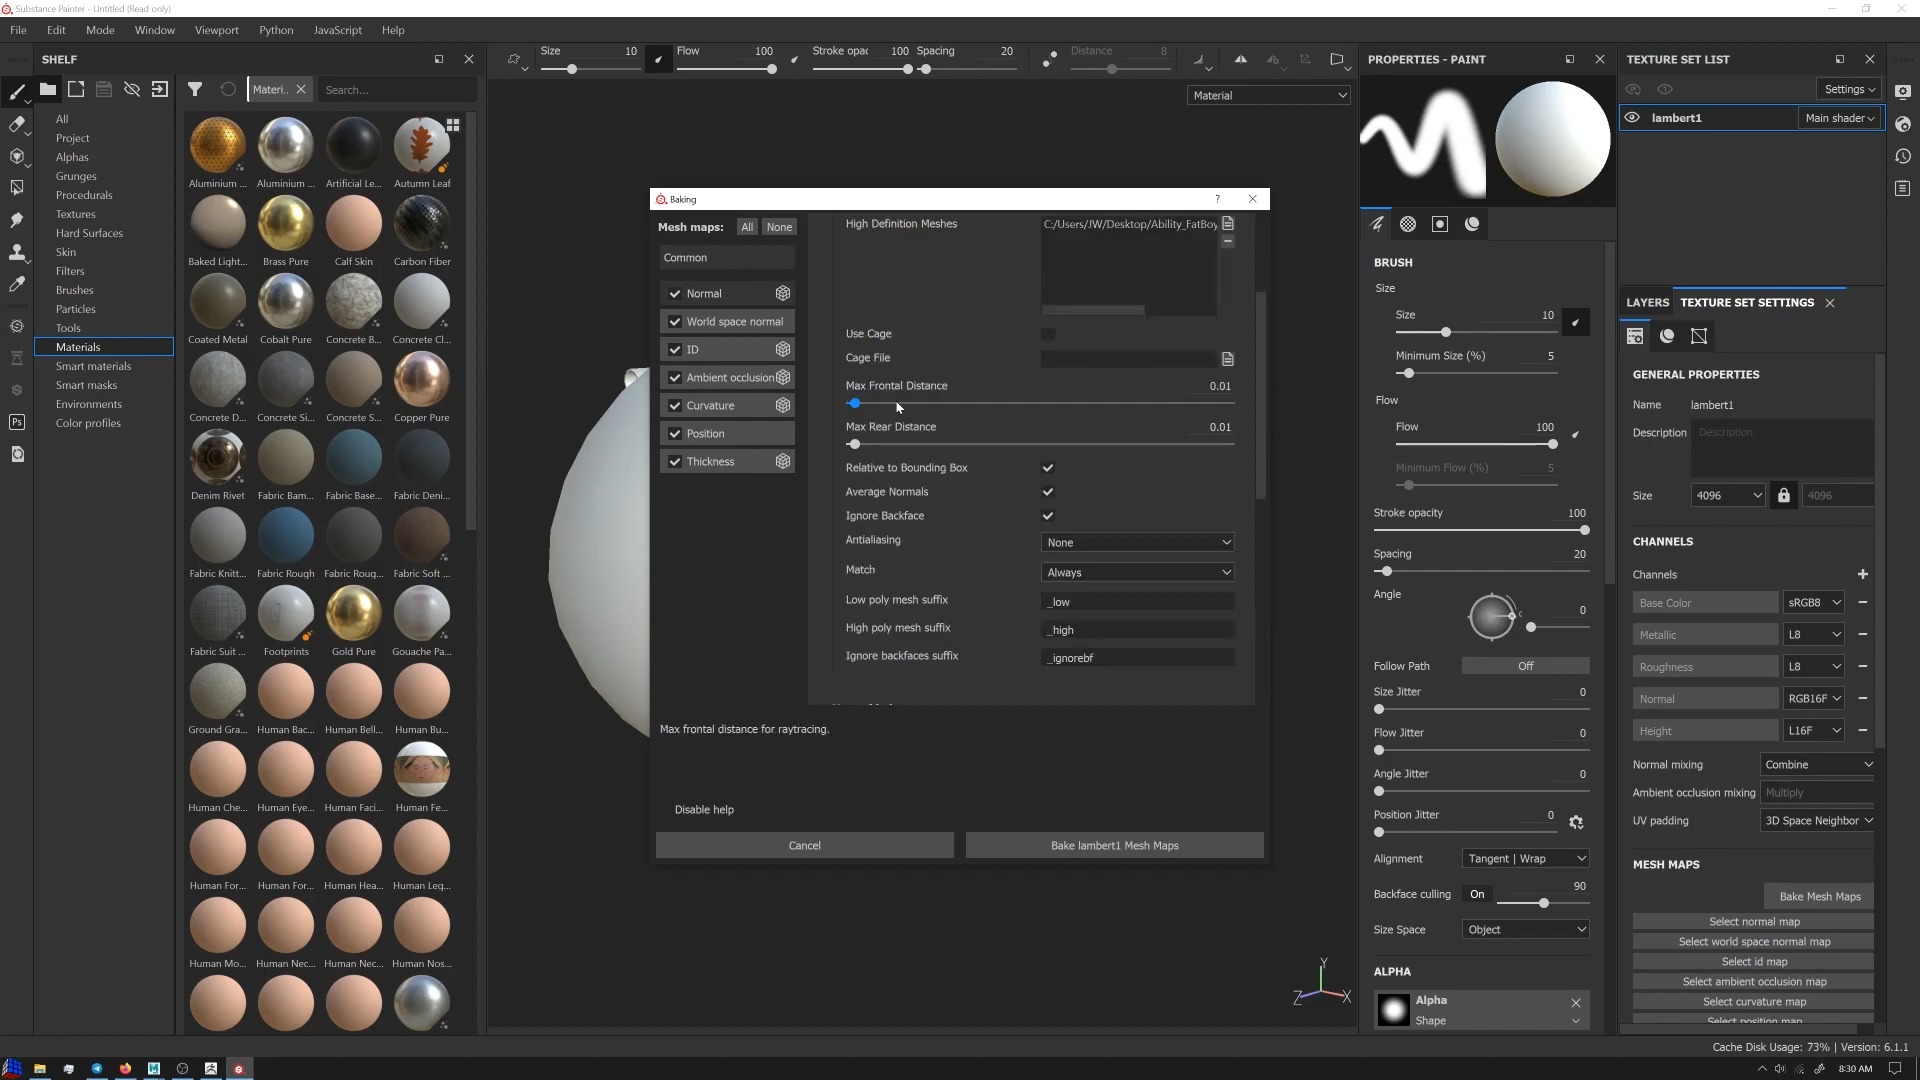 Substance Painter - Untitled (Read only)
File Edit Mode Window Viewport Python JavaScript Help
SHELF
Materi..
Search...
All
Project
Alphas
Grunges
Procedurals
Textures
Hard Surfaces
Skin
Filters
Brushes
Particles
Tools
Materials
Smart materials
Smart masks
Environments
Color profiles
Aluminium ... Aluminium ... Artificial Le... Autumn Leaf
Baked Light... Brass Pure Calf Skin Carbon Fiber
Coated Metal Cobalt Pure Concrete B... Concrete Cl...
Concrete D... Concrete Si... Concrete S... Copper Pure
Denim Rivet Fabric Bam... Fabric Base... Fabric Deni...
Fabric Knitt... Fabric Rough Fabric Roug... Fabric Soft ...
Fabric Suit ... Footprints Gold Pure Gouache Pa...
Ground Gra... Human Bac... Human Bell... Human Bu...
Human Che... Human Eye... Human Faci... Human Fe...
Human For... Human For... Human Hea... Human Leg...
Human Mo... Human Nec... Human Nec... Human Nos...
Size 10 Flow 100 Stroke opac 100 Spacing 20 Distance 8
Material
Baking
?
Mesh maps: All None
Common
Normal
World space normal
ID
Ambient occlusion
Curvature
Position
Thickness
High Definition Meshes C:/Users/JW/Desktop/Ability_FatBoy
Use Cage
Cage File
Max Frontal Distance 0.01
Max Rear Distance 0.01
Relative to Bounding Box
Average Normals
Ignore Backface
Antialiasing None
Match Always
Low poly mesh suffix _low
High poly mesh suffix _high
Ignore backfaces suffix _ignorebf
Max frontal distance for raytracing.
Disable help
Cancel Bake lambert1 Mesh Maps
Y
Z X
PROPERTIES - PAINT
BRUSH
Size
Size 10
Minimum Size (%) 5
Flow
Flow 100
Minimum Flow (%) 5
Stroke opacity 100
Spacing 20
Angle 0
Follow Path Off
Size Jitter 0
Flow Jitter 0
Angle Jitter 0
Position Jitter 0
Alignment Tangent | Wrap
Backface culling On 90
Size Space Object
ALPHA
Alpha
Shape
TEXTURE SET LIST
Settings
lambert1 Main shader
LAYERS TEXTURE SET SETTINGS
GENERAL PROPERTIES
Name lambert1
Description Description
Size 4096 4096
CHANNELS
Channels
Base Color sRGB8
Metallic L8
Roughness L8
Normal RGB16F
Height L16F
Normal mixing Combine
Ambient occlusion mixing Multiply
UV padding 3D Space Neighbor
MESH MAPS
Bake Mesh Maps
Select normal map
Select world space normal map
Select id map
Select ambient occlusion map
Select curvature map
Select position map
Cache Disk Usage: 73% | Version: 6.1.1
Ps
8:30 AM